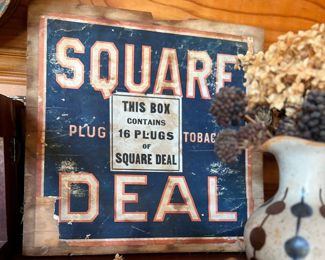 SQUARE
THIS BOX
CONTAINS
16 PLUGS
OF
SQUARE DEAL
PLUG TOBAC
DEAL